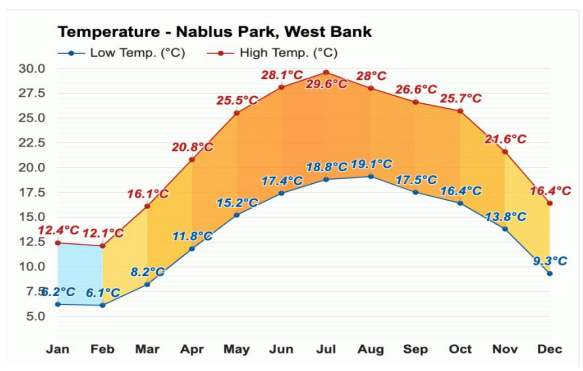 Temperature - Nablus Park, West Bank
Low Temp. (°C) High Temp. (°C)
30.0
27.5
25.0
22.5
20.0
17.5
15.0
12.5
10.0
7.5
5.0
12.4°C 12.1°C 16.1°C 20.8°C 25.5°C 28.1°C 29.6°C 28°C 26.6°C 25.7°C 21.6°C 16.4°C
6.2°C 6.1°C 8.2°C 11.8°C 15.2°C 17.4°C 18.8°C 19.1°C 17.5°C 16.4°C 13.8°C 9.3°C
Jan Feb Mar Apr May Jun Jul Aug Sep Oct Nov Dec